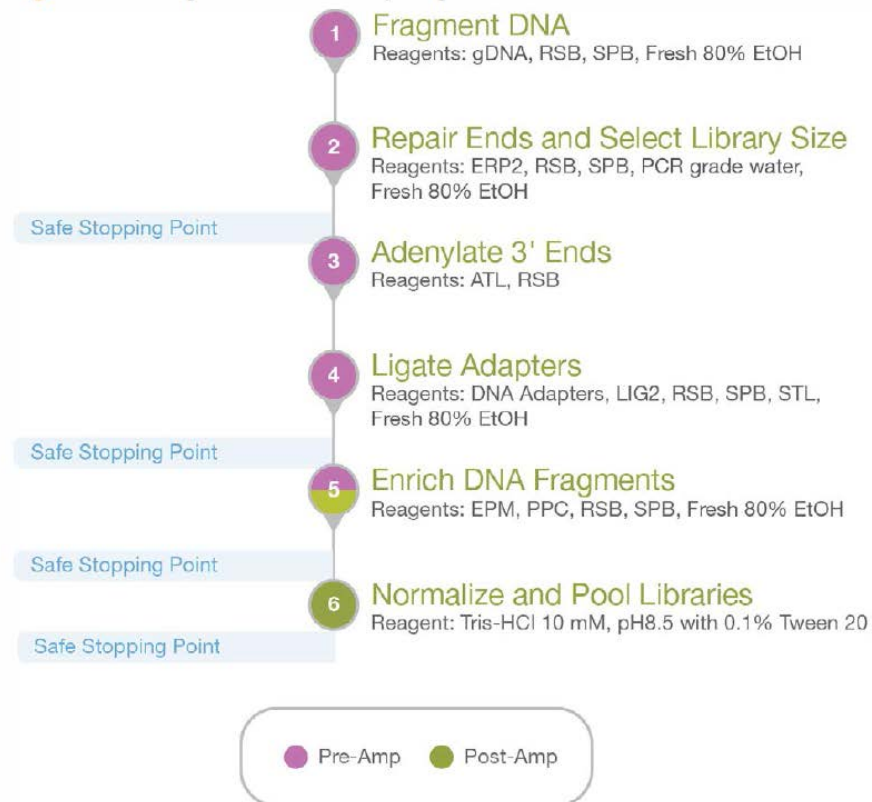 1
Fragment DNA
Reagents: gDNA, RSB, SPB, Fresh 80% EtOH
2
Repair Ends and Select Library Size
Reagents: ERP2, RSB, SPB, PCR grade water,
Fresh 80% EtOH
Safe Stopping Point
3
Adenylate 3' Ends
Reagents: ATL, RSB
4
Ligate Adapters
Reagents: DNA Adapters, LIG2, RSB, SPB, STL,
Fresh 80% EtOH
Safe Stopping Point
5
Enrich DNA Fragments
Reagents: EPM, PPC, RSB, SPB, Fresh 80% EtOH
Safe Stopping Point
6
Normalize and Pool Libraries
Reagent: Tris-HCl 10 mM, pH8.5 with 0.1% Tween 20
Safe Stopping Point
Pre-Amp
Post-Amp